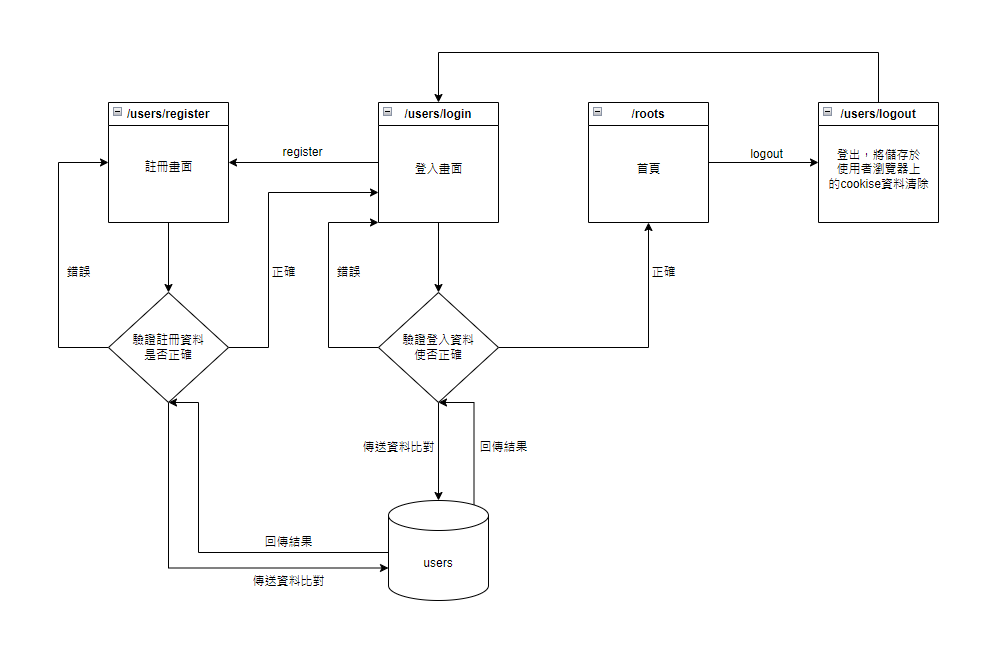 /users/register
/users/login
/roots
/users/logout
註冊畫面
register
登入畫面
首頁
logout
登出，將儲存於
使用者瀏覽器上
的cookise資料清除
錯誤
正確
錯誤
正確
驗證註冊資料
是否正確
驗證登入資料
使否正確
傳送資料比對
回傳結果
回傳結果
users
傳送資料比對